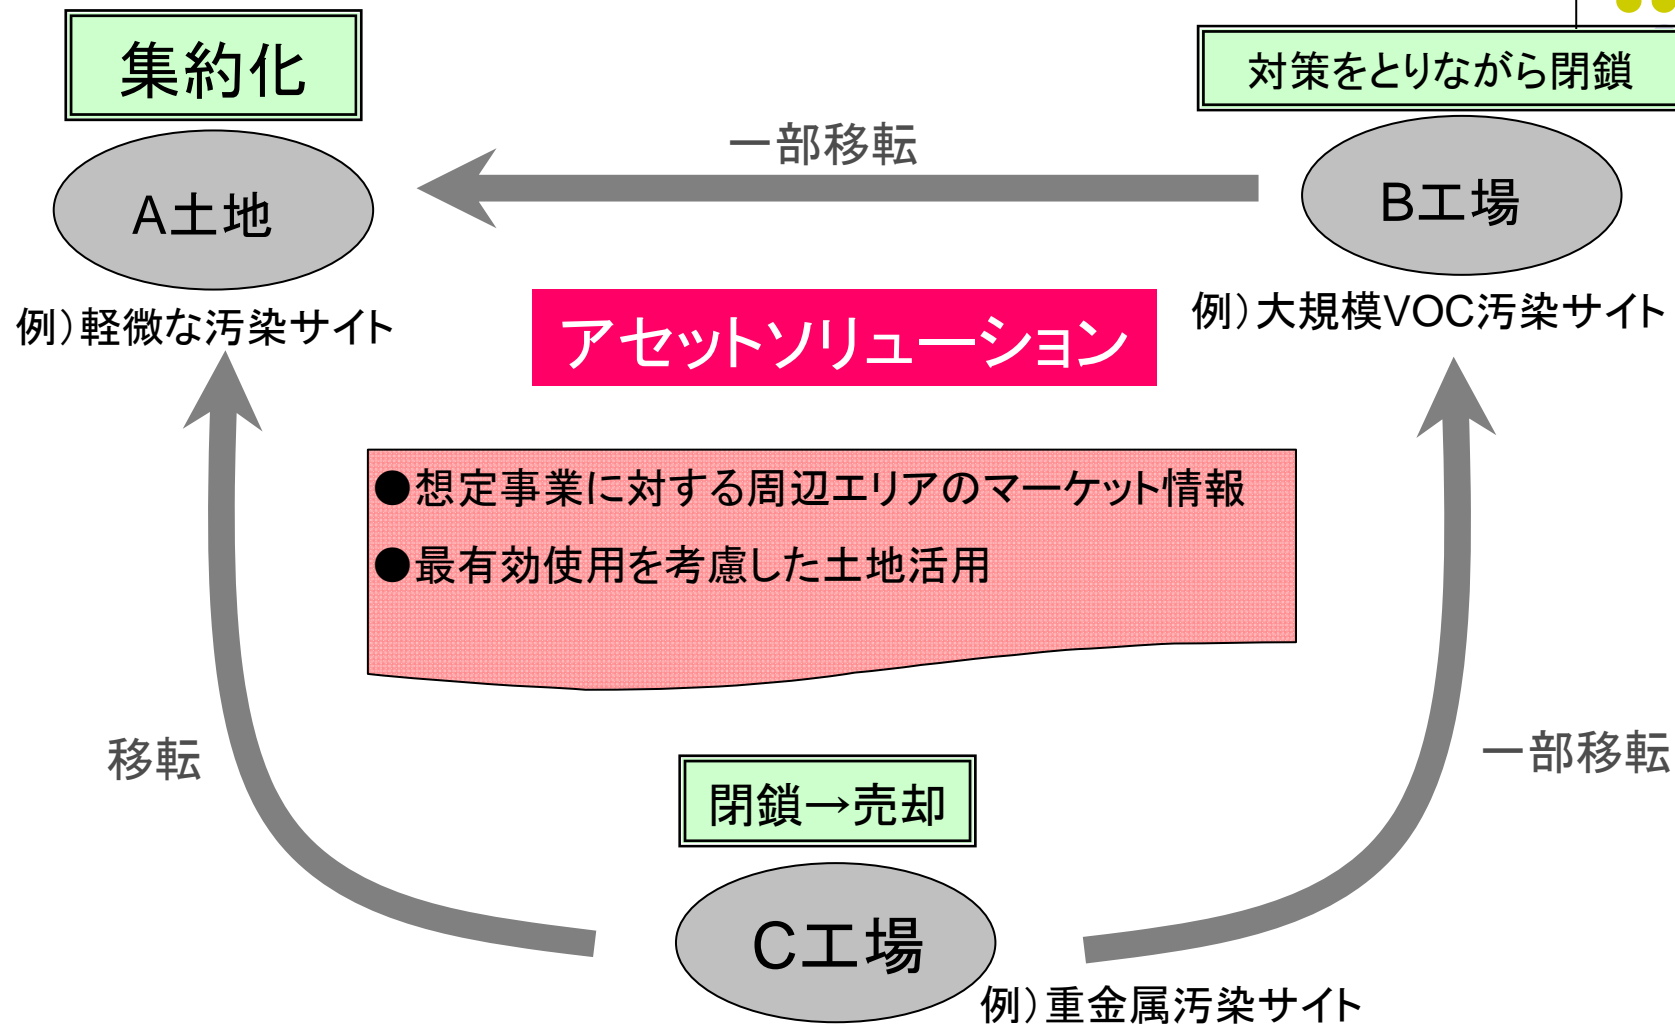 集約化
対策をとりながら閉鎖
一部移転
A土地
B工場
例）軽微な汚染サイト
例）大規模VOC汚染サイト
アセットソリューション
●想定事業に対する周辺エリアのマーケット情報
●最有効使用を考慮した土地活用
移転
一部移転
閉鎖→売却
C工場
例）重金属汚染サイト